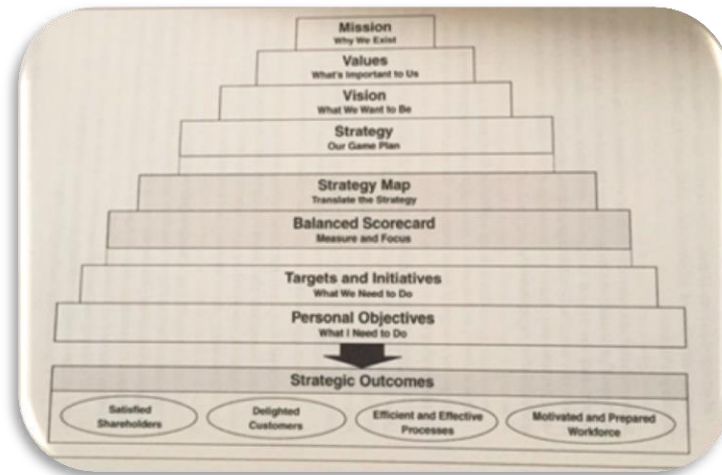 Mission
Why We Exist
Values
What's Important to Us
Vision
What We Want to Be
Strategy
Our Game Plan
Strategy Map
Translate the Strategy
Balanced Scorecard
Measure and Focus
Targets and Initiatives
What We Need to Do
Personal Objectives
What I Need to Do
Strategic Outcomes
Satisfied
Shareholders
Delighted
Customers
Efficient and Effective
Processes
Motivated and Prepared
Workforce